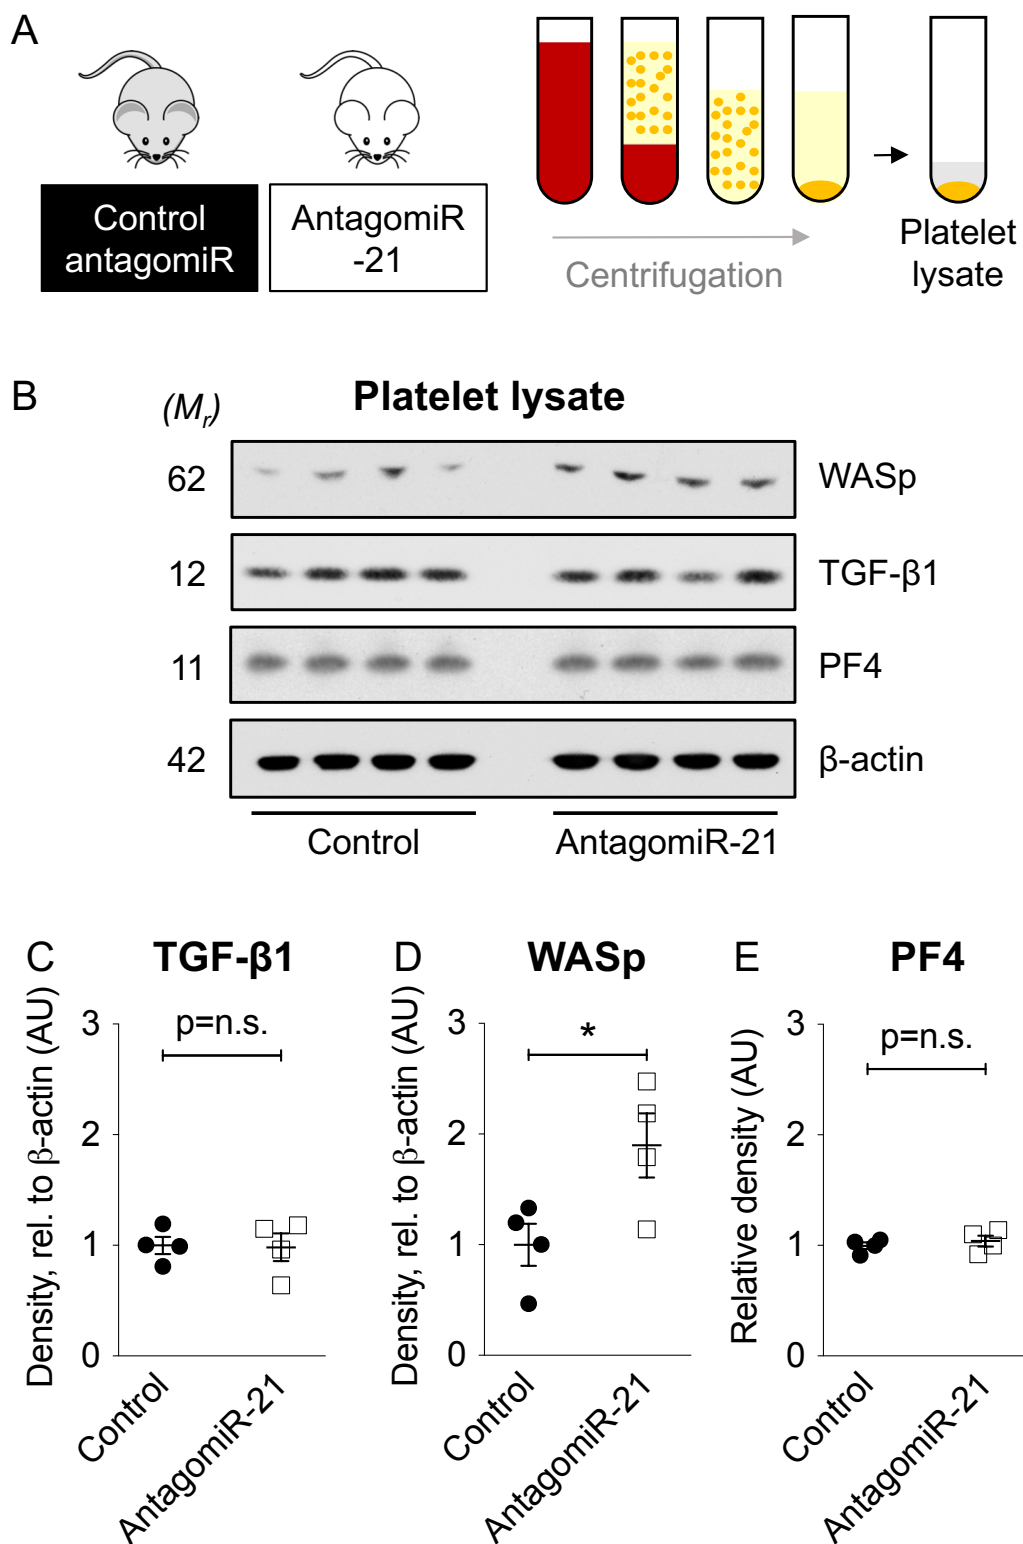 A
Control
antagomiR
AntagomiR
-21
Centrifugation
Platelet
lysate
B
(Mr)
Platelet lysate
62
WASp
12
TGF-β1
11
PF4
42
β-actin
Control
AntagomiR-21
C
TGF-β1
Density, rel. to β-actin (AU)
3
2
1
0
p=n.s.
Control
AntagomiR-21
D
WASp
Density, rel. to β-actin (AU)
3
2
1
0
*
Control
AntagomiR-21
E
PF4
Relative density (AU)
3
2
1
0
p=n.s.
Control
AntagomiR-21